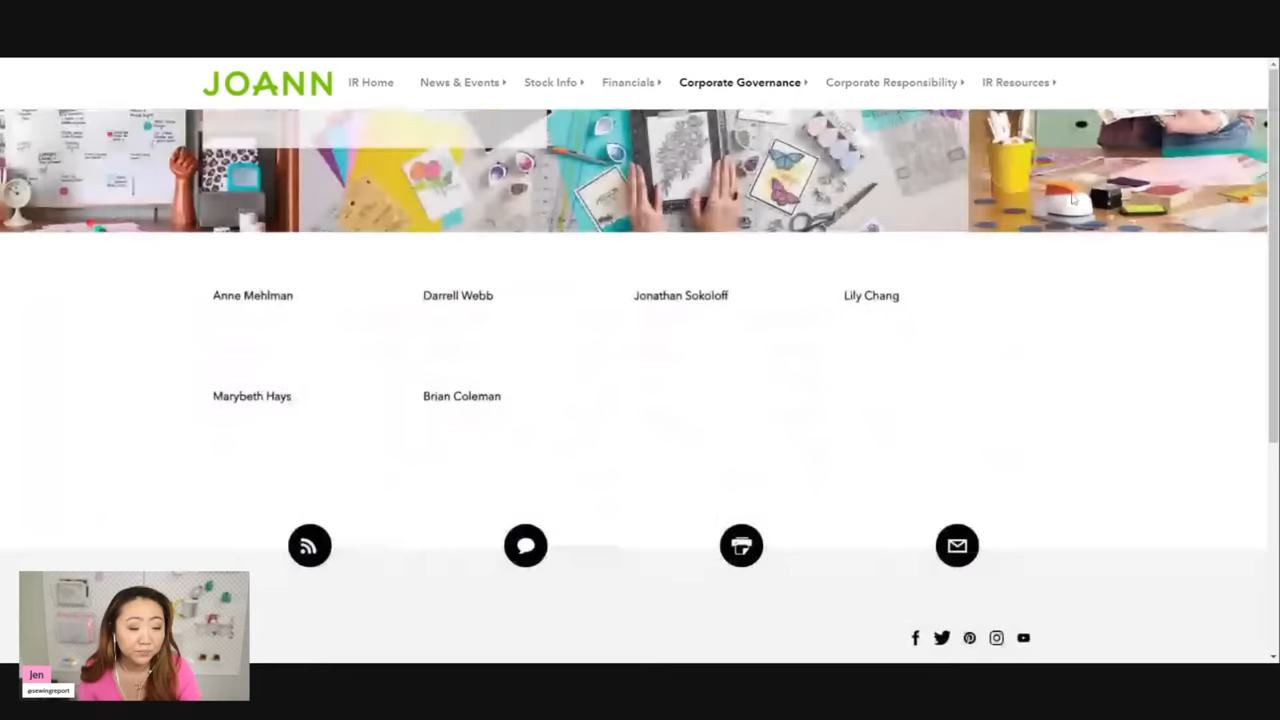 JOANN
IR Home News & Events Stock Info Financials Corporate Governance Corporate Responsibility IR Resources
Anne Mehlman Darrell Webb Jonathan Sokoloff Lily Chang
Marybeth Hays Brian Coleman
Jen
@sewingreport